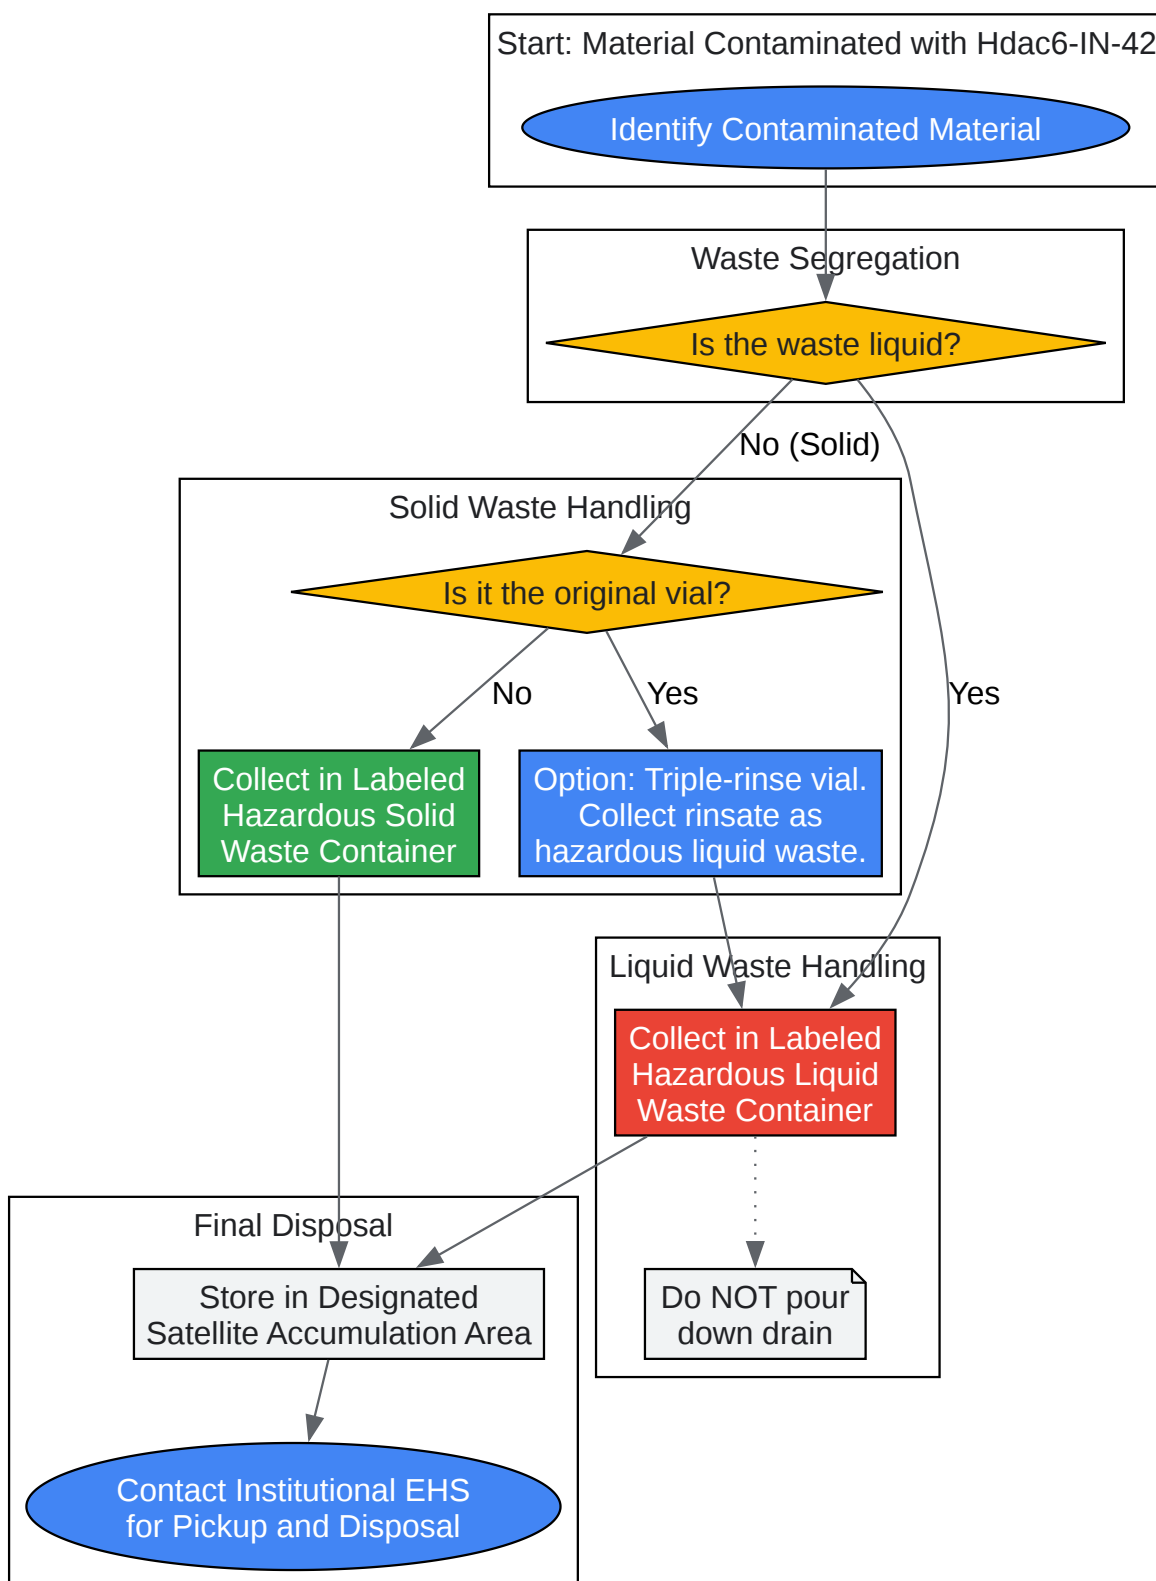 Start: Material Contaminated with Hdac6-IN-42
Identify Contaminated Material
Waste Segregation
Is the waste liquid?
No (Solid)
Solid Waste Handling
Is it the original vial?
No
Yes
Yes
Collect in Labeled
Hazardous Solid
Waste Container
Option: Triple-rinse vial.
Collect rinsate as
hazardous liquid waste.
Liquid Waste Handling
Collect in Labeled
Hazardous Liquid
Waste Container
Final Disposal
Store in Designated
Satellite Accumulation Area
Do NOT pour
down drain
Contact Institutional EHS
for Pickup and Disposal